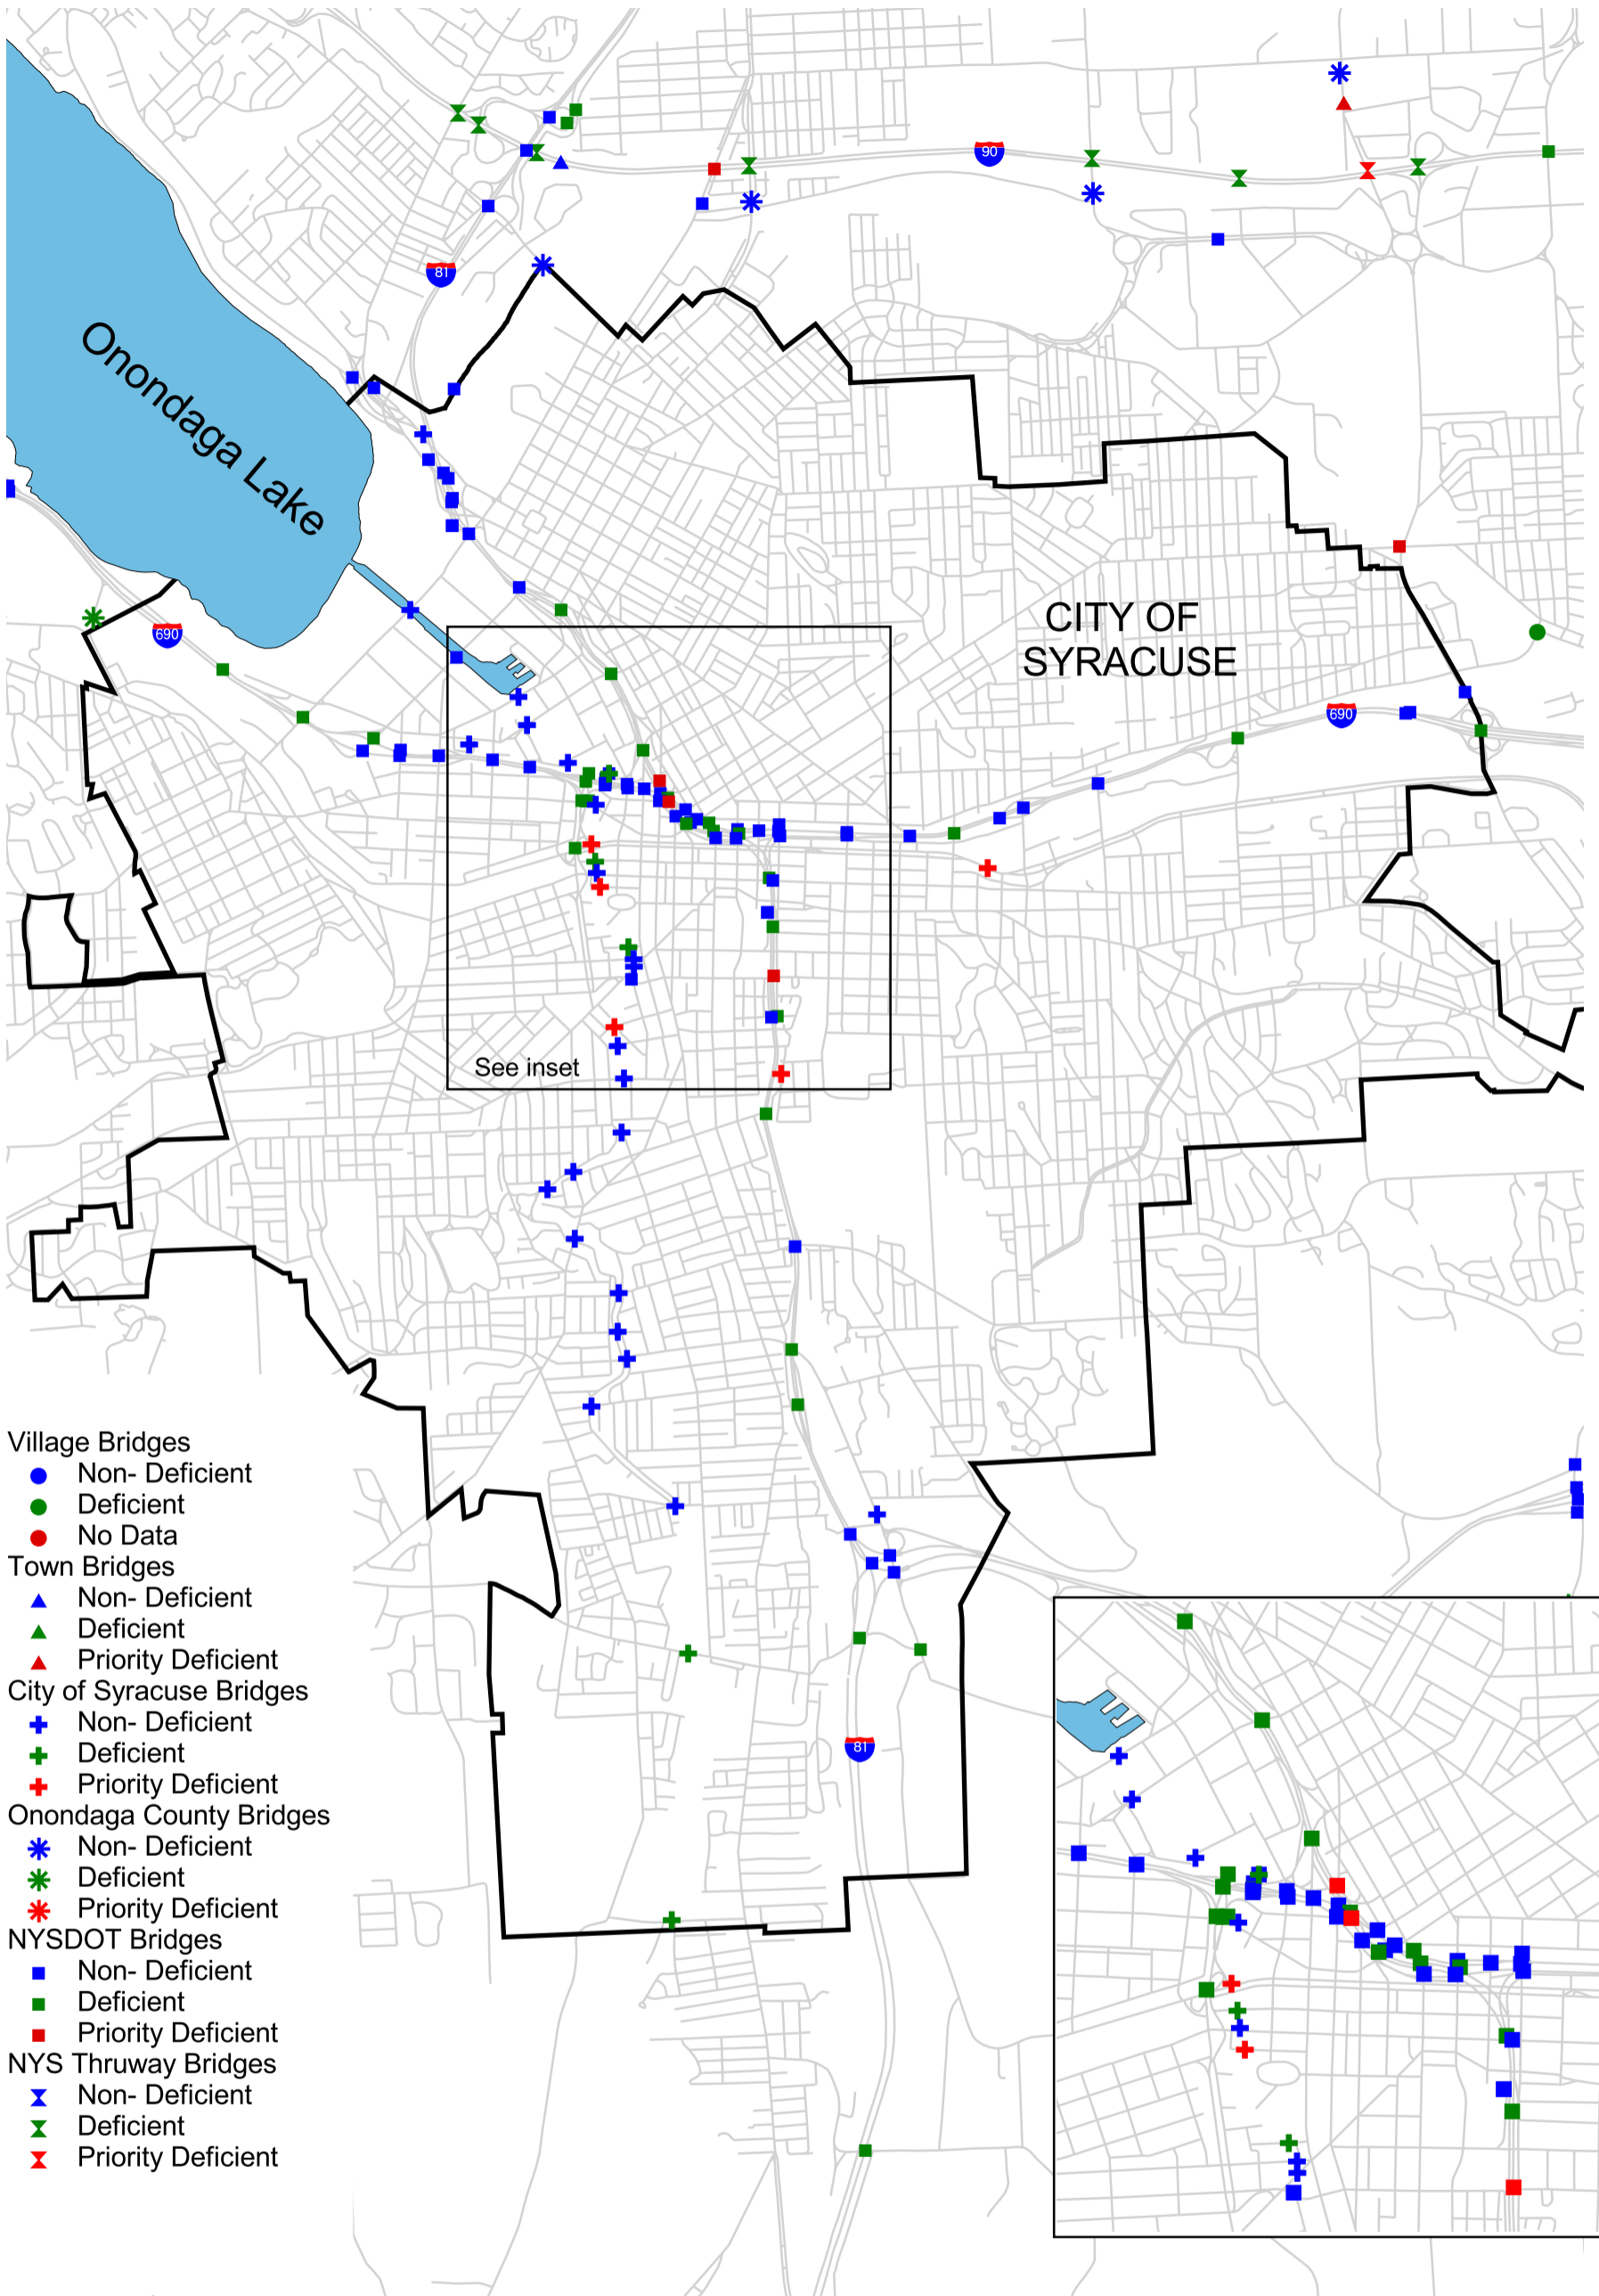 90
81
Onondaga Lake
CITY OF
SYRACUSE
690
690
See inset
Village Bridges
Non- Deficient
Deficient
No Data
Town Bridges
Non- Deficient
Deficient
Priority Deficient
City of Syracuse Bridges
Non- Deficient
Deficient
Priority Deficient
Onondaga County Bridges
Non- Deficient
Deficient
Priority Deficient
NYSDOT Bridges
Non- Deficient
Deficient
Priority Deficient
NYS Thruway Bridges
Non- Deficient
Deficient
Priority Deficient
81